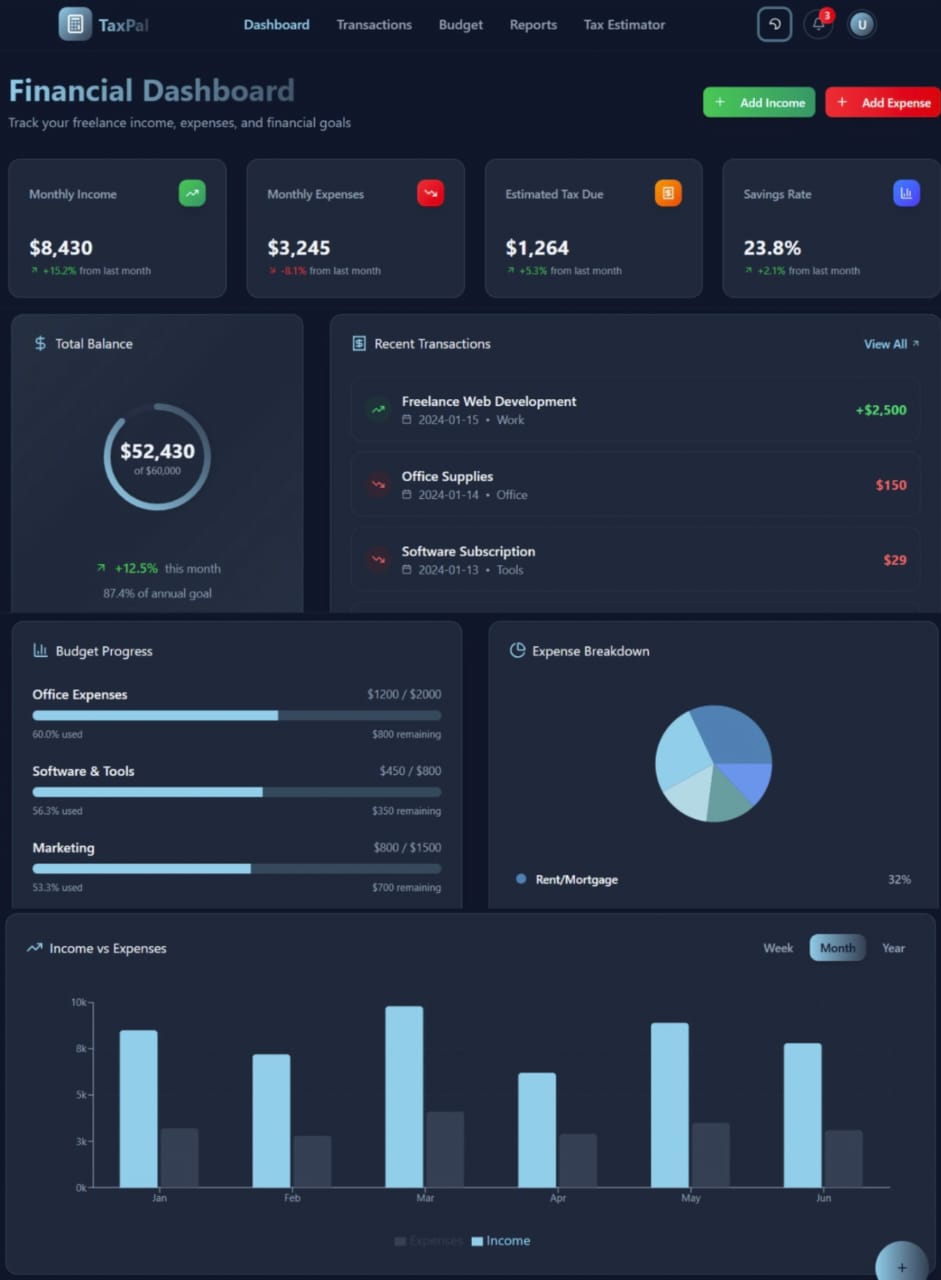 TaxPal
Dashboard Transactions Budget Reports Tax Estimator
3
U
Financial Dashboard
Track your freelance income, expenses, and financial goals
+ Add Income
+ Add Expense
Monthly Income
$8,430
+15.2% from last month
Monthly Expenses
$3,245
-8.1% from last month
Estimated Tax Due
$1,264
+5.3% from last month
Savings Rate
23.8%
+2.1% from last month
$ Total Balance
$52,430
of $60,000
+12.5% this month
87.4% of annual goal
Recent Transactions
View All
Freelance Web Development
2024-01-15 • Work
+$2,500
Office Supplies
2024-01-14 • Office
$150
Software Subscription
2024-01-13 • Tools
$29
Budget Progress
Office Expenses $1200 / $2000
60.0% used $800 remaining
Software & Tools $450 / $800
56.3% used $350 remaining
Marketing $800 / $1500
53.3% used $700 remaining
Expense Breakdown
Rent/Mortgage 32%
Income vs Expenses
Week Month Year
10k
8k
5k
3k
0k
Jan Feb Mar Apr May Jun
Expenses Income
+